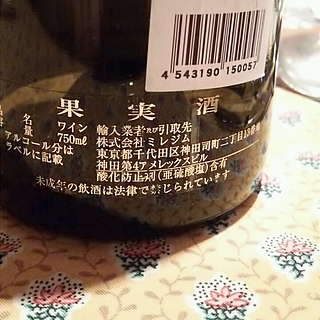 4 543190 150057
果実酒
品名 ワイン
容量 750mℓ
アルコール分は
ラベルに記載
輸入業者及び引取先
株式会社ミレジム
東京都千代田区神田司町二丁目13番
神田第4アメレックスビル
酸化防止剤(亜硫酸塩)含有
未成年の飲酒は法律で禁じられています